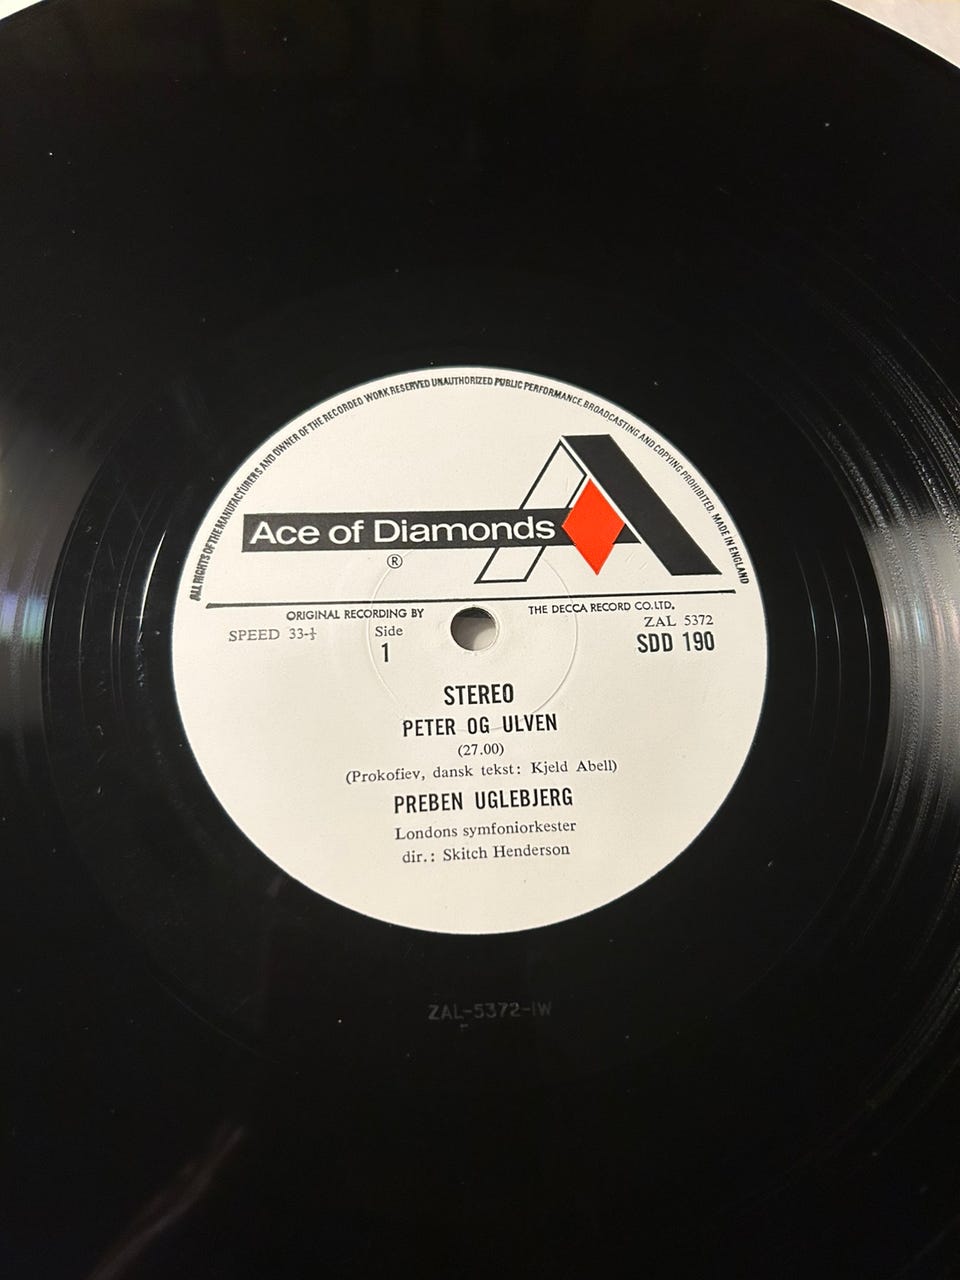 ALL RIGHTS OF THE MANUFACTURERS AND OWNER OF THE RECORDED WORK RESERVED UNAUTHORIZED PUBLIC PERFORMANCE, BROADCASTING AND COPYING PROHIBITED. MADE IN ENGLAND
Ace of Diamonds
®
ORIGINAL RECORDING BY THE DECCA RECORD CO. LTD.
SPEED 33-⅓ Side ZAL 5372
1 SDD 190
STEREO
PETER OG ULVEN
(27.00)
(Prokofiev, dansk tekst: Kjeld Abell)
PREBEN UGLEBJERG
Londons symfoniorkester
dir.: Skitch Henderson
ZAL-5372-1W